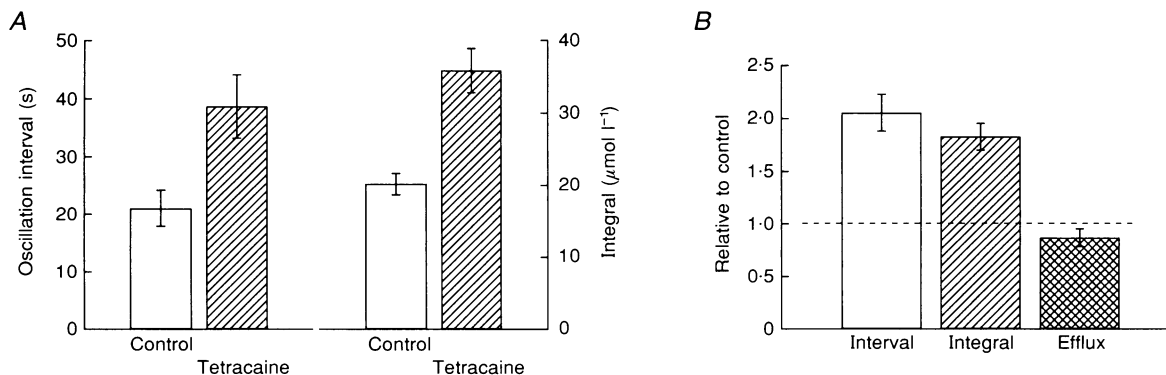 A
Oscillation interval (s)
50
40
30
20
10
0
Control
Tetracaine
Control
Tetracaine
40
30
20
10
0
Integral (μmol l⁻¹)
B
Relative to control
2·5
2·0
1·5
1·0
0·5
0
Interval
Integral
Efflux